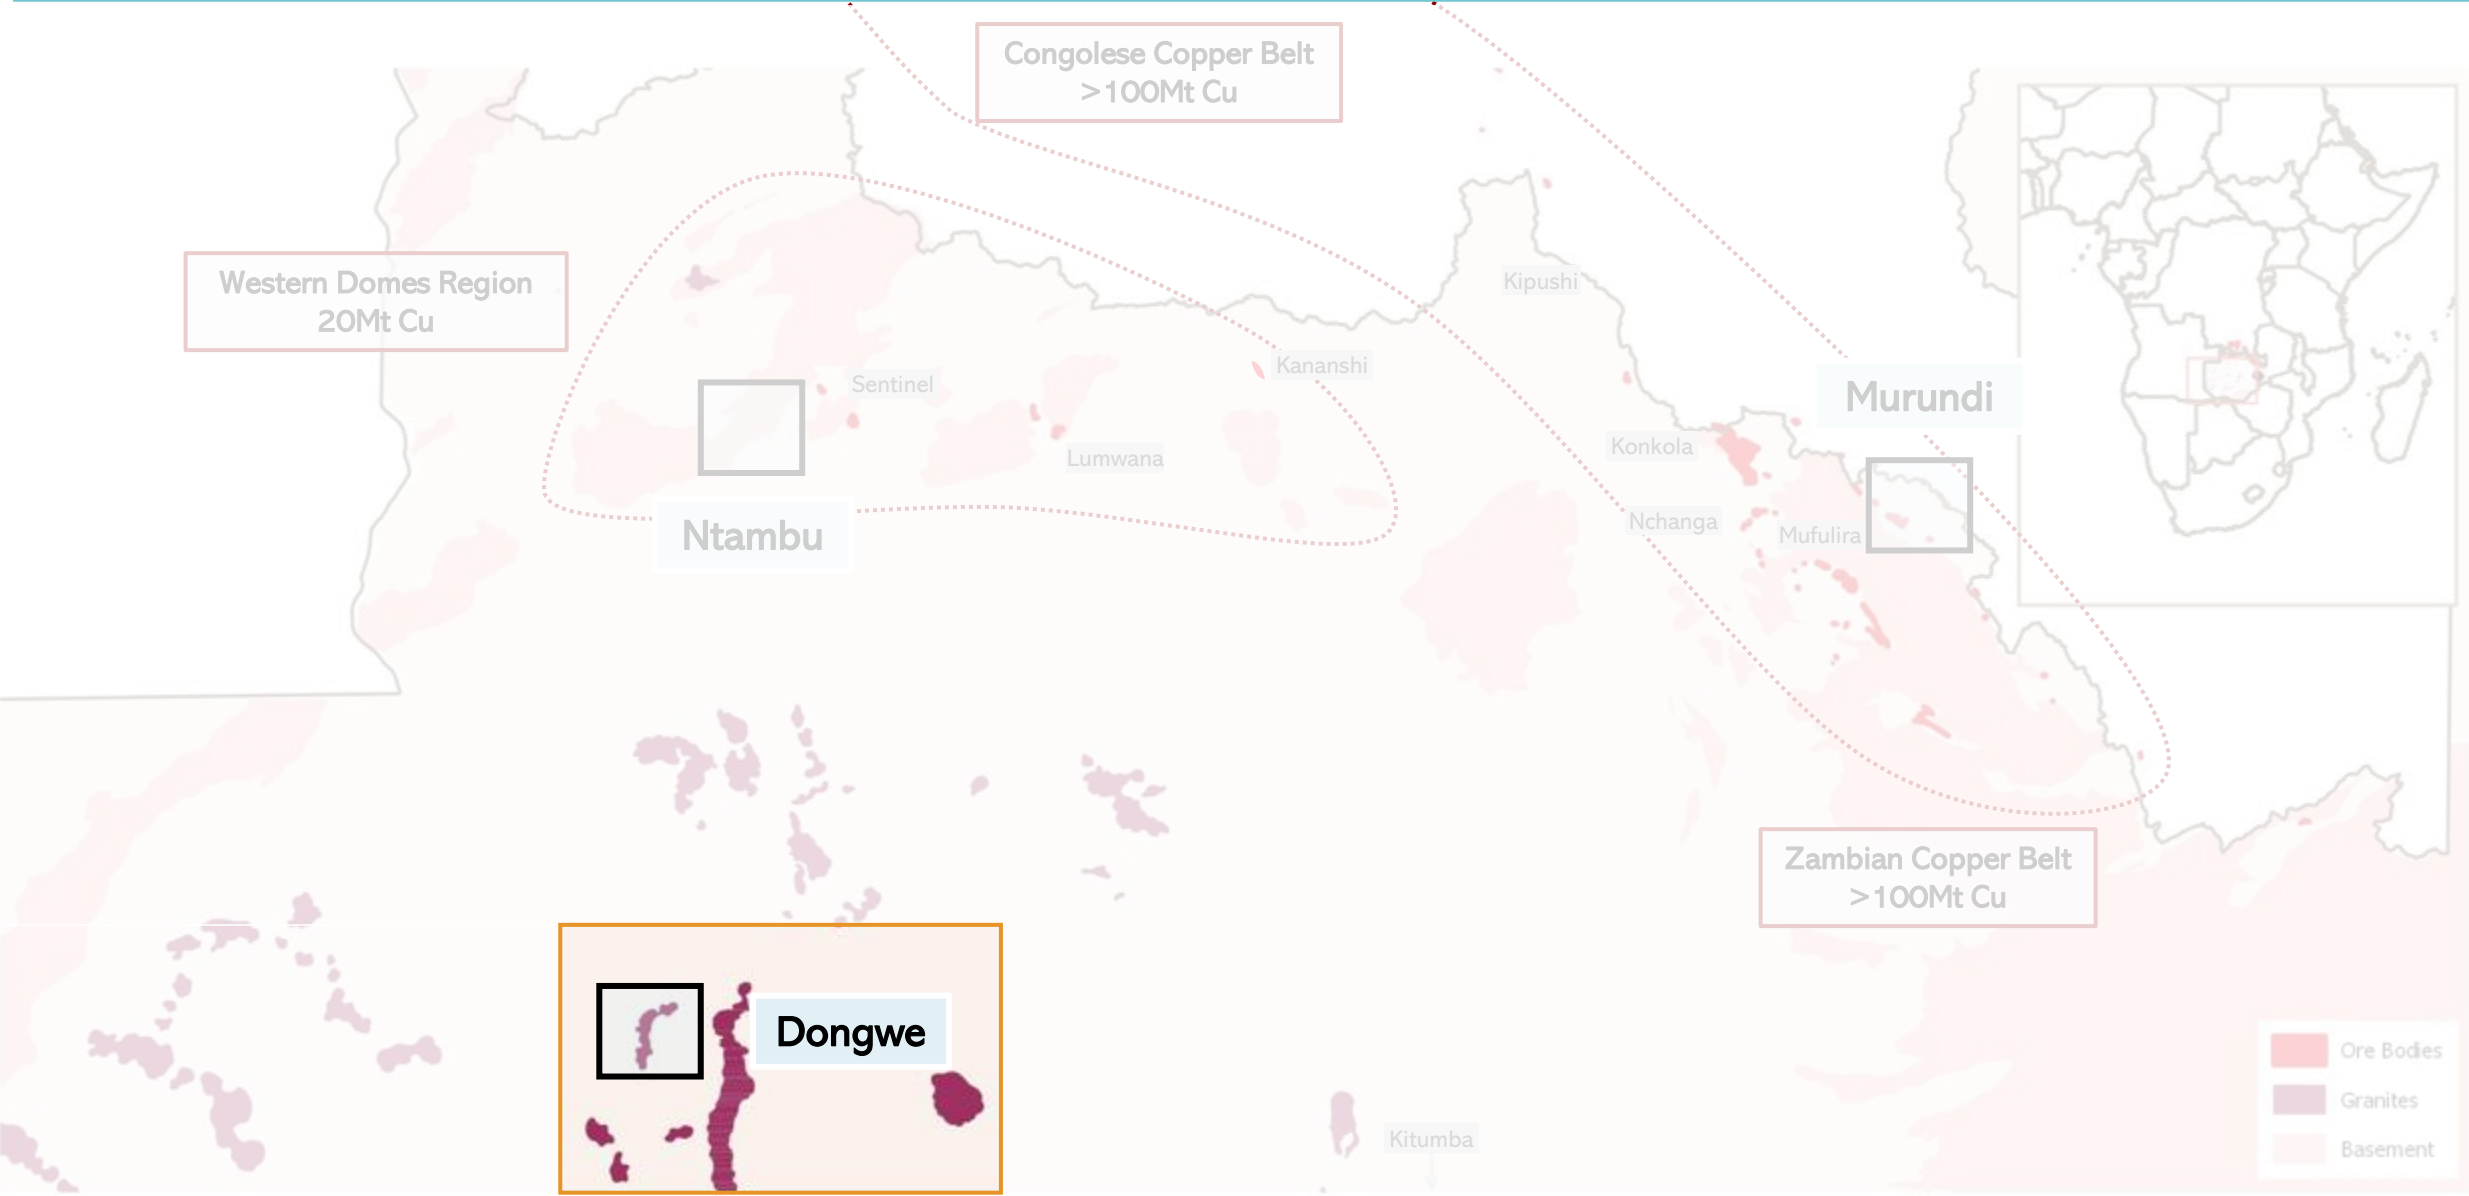 Congolese Copper Belt
>100Mt Cu
Western Domes Region
20Mt Cu
Kipushi
Kananshi
Sentinel
Murundi
Konkola
Lumwana
Nchanga
Mufulira
Ntambu
Zambian Copper Belt
>100Mt Cu
Dongwe
Ore Bodies
Granites
Kitumba
Basement